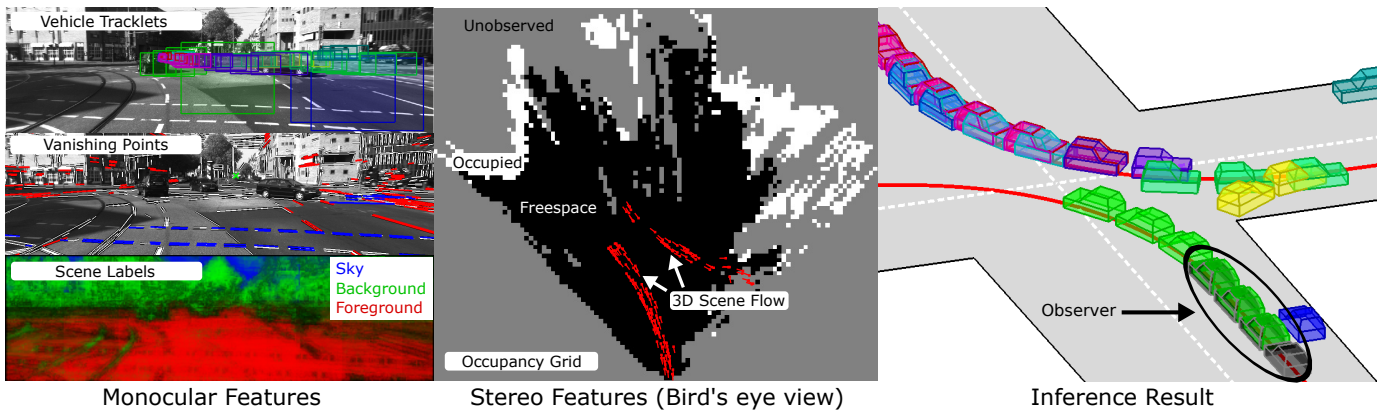 Vehicle Tracklets
Vanishing Points
Scene Labels
Sky
Background
Foreground
Monocular Features
Unobserved
Occupied
Freespace
3D Scene Flow
Occupancy Grid
Stereo Features (Bird's eye view)
Observer
Inference Result